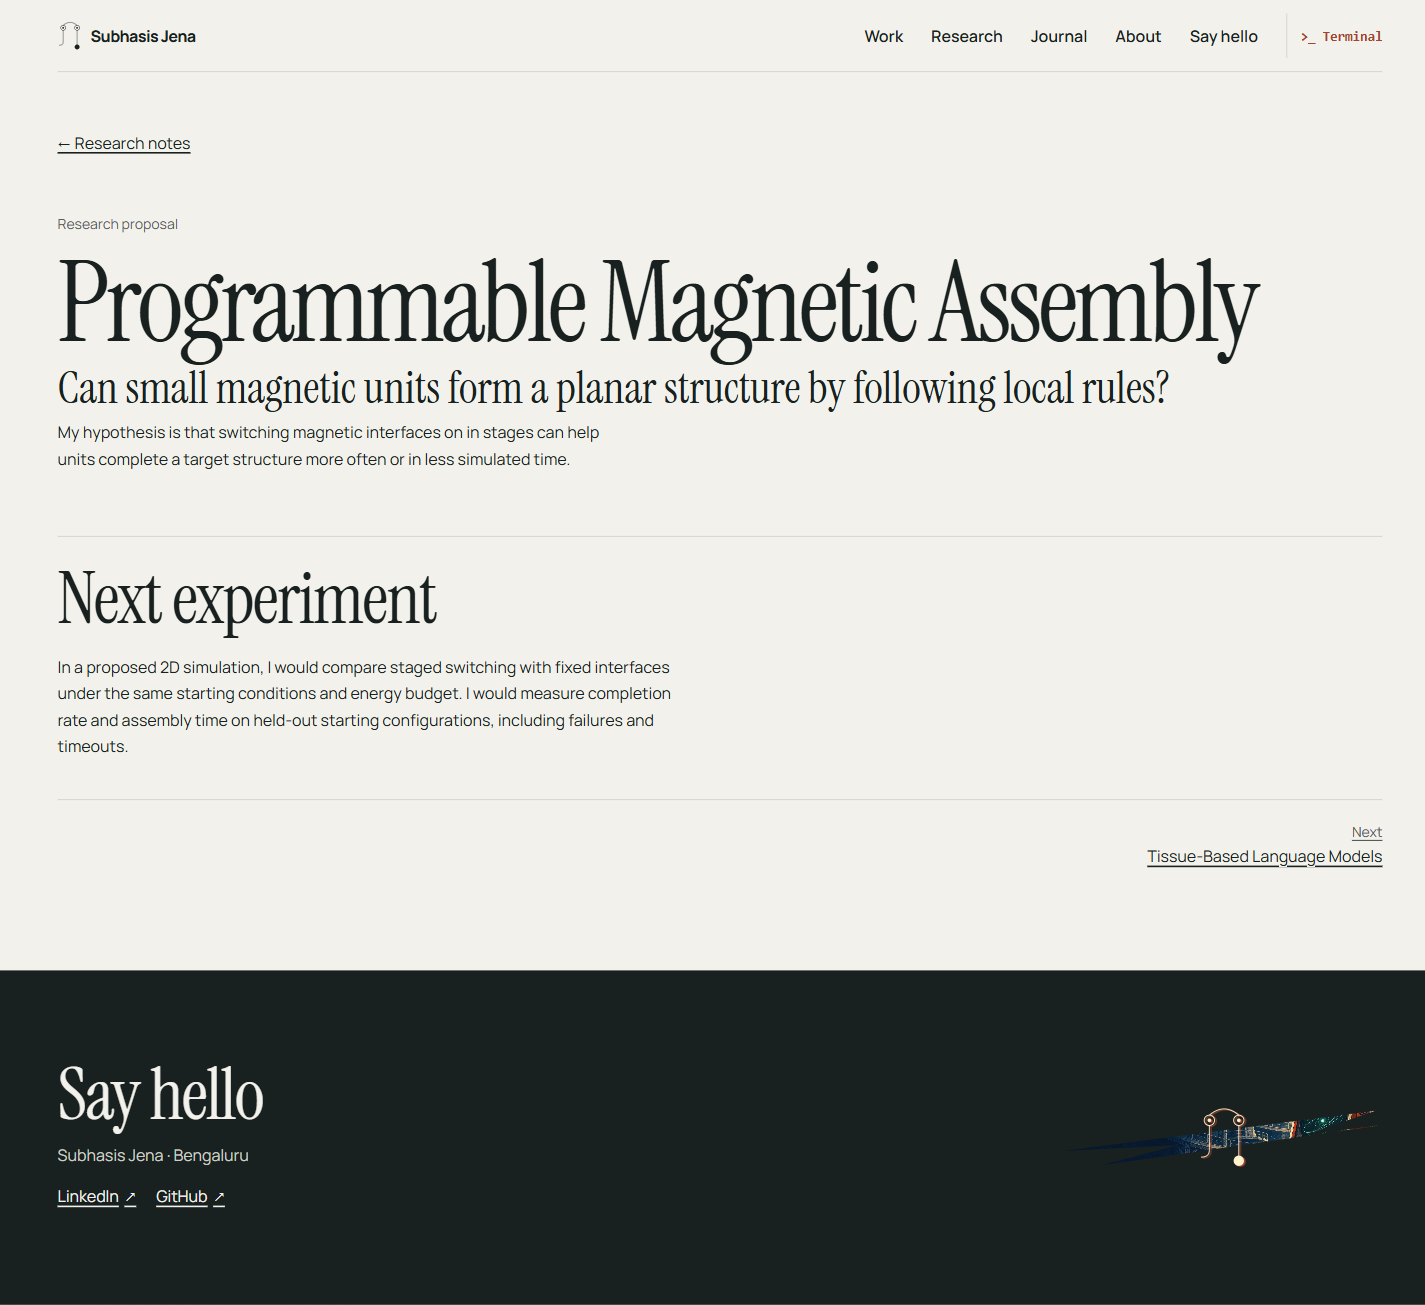 Subhasis Jena
Work Research Journal About Say hello >_ Terminal
← Research notes
Research proposal
Programmable Magnetic Assembly
Can small magnetic units form a planar structure by following local rules?
My hypothesis is that switching magnetic interfaces on in stages can help
units complete a target structure more often or in less simulated time.
Next experiment
In a proposed 2D simulation, I would compare staged switching with fixed interfaces
under the same starting conditions and energy budget. I would measure completion
rate and assembly time on held-out starting configurations, including failures and
timeouts.
Next
Tissue-Based Language Models
Say hello
Subhasis Jena · Bengaluru
LinkedIn ↗ GitHub ↗